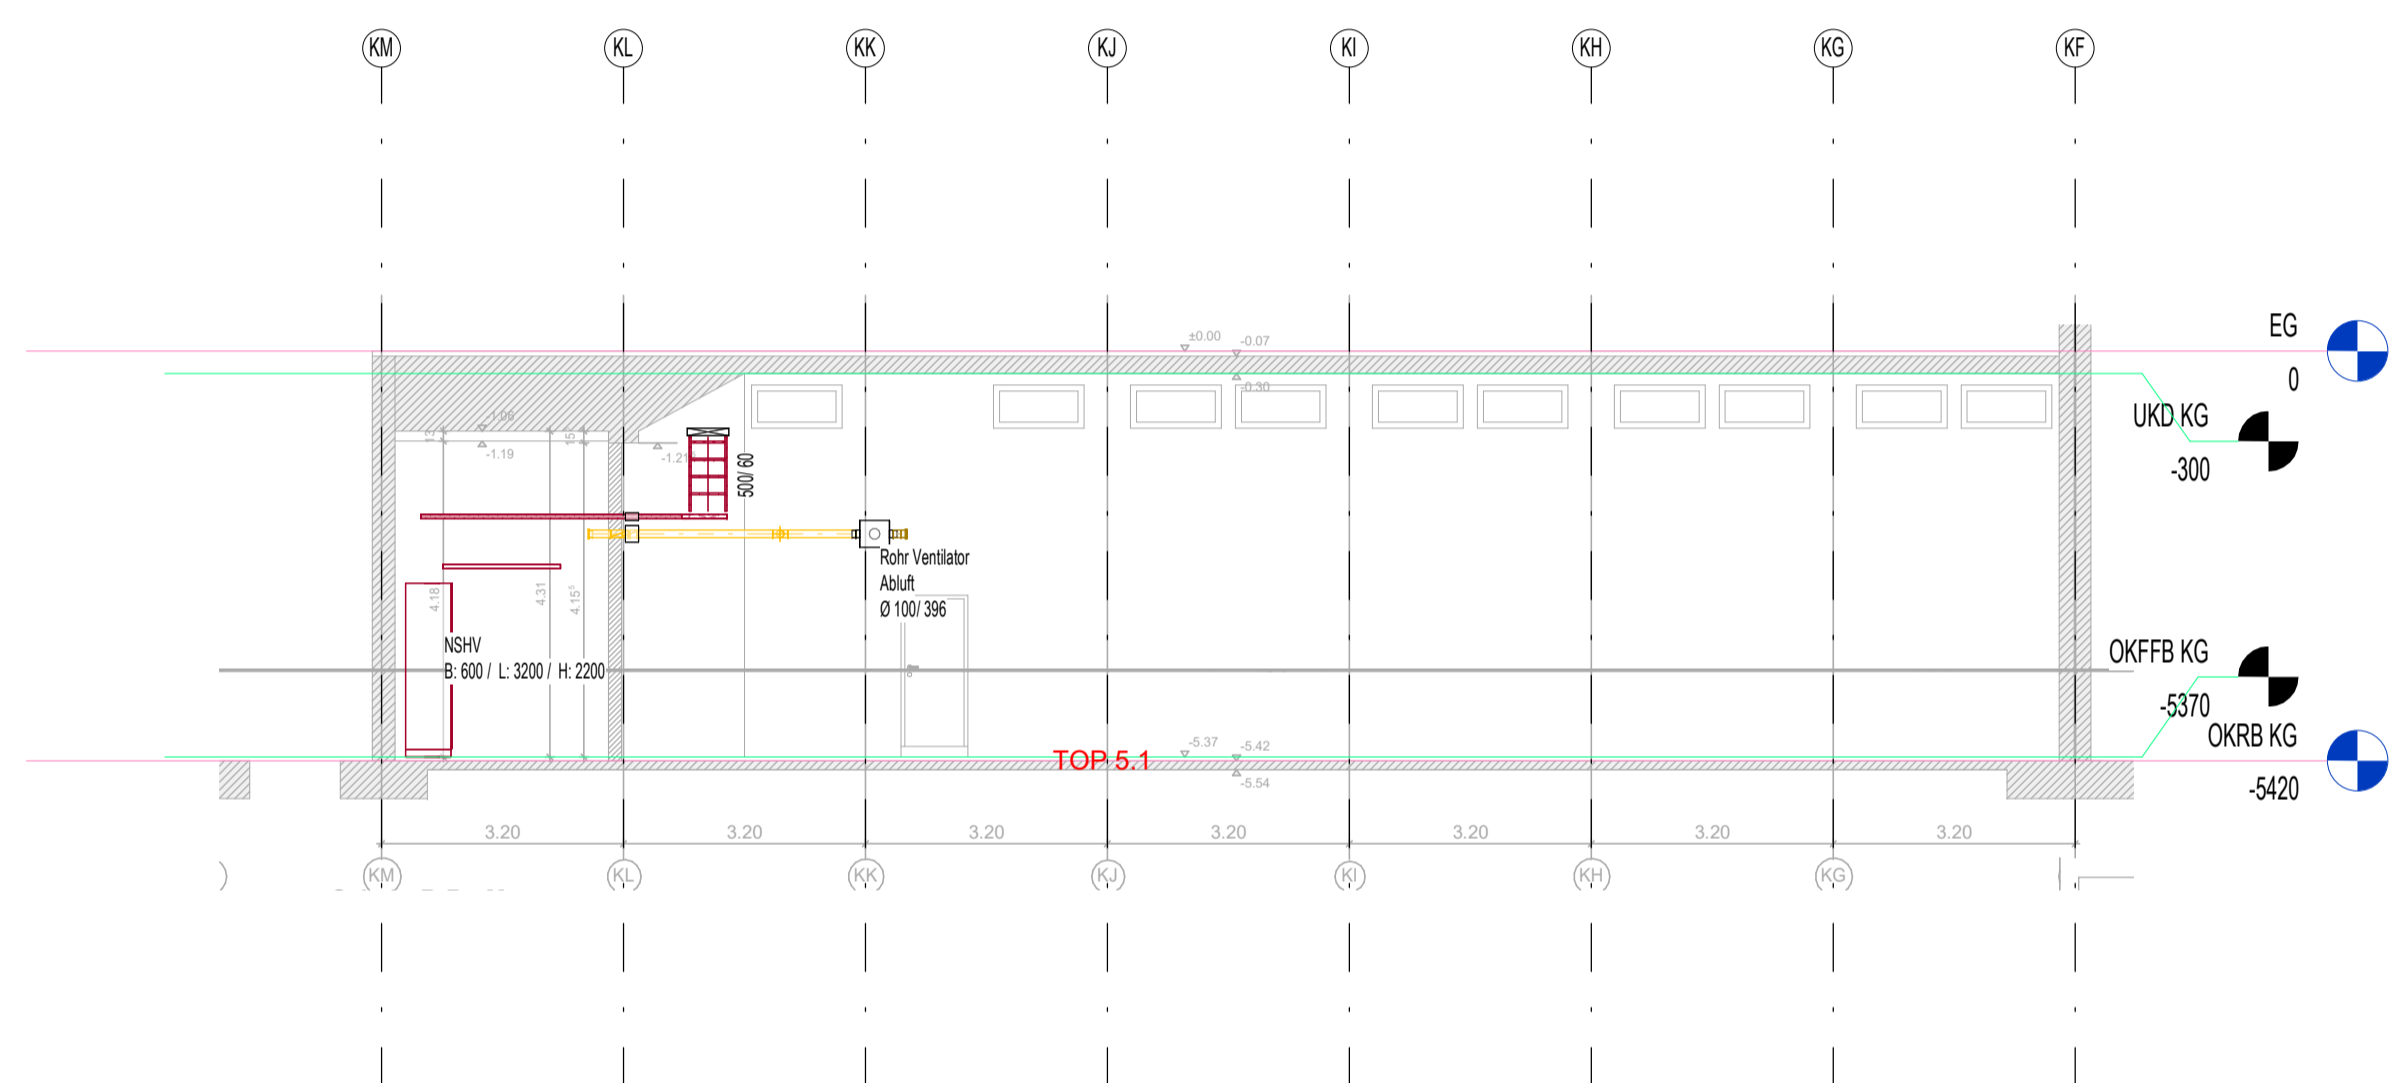 KM KL KK KJ KI KH KG KF
±0.00
-0.07
EG
0
-0.30
UKD KG
-300
-1.06
13
15⁵
-1.19
-1.21
500/ 60
Rohr Ventilator
Abluft
Ø 100/ 396
4.18
4.31
4.15⁵
NSHV
B: 600 / L: 3200 / H: 2200
OKFFB KG
-5370
OKRB KG
-5420
TOP 5.1
-5.37
-5.42
-5.54
3.20 3.20 3.20 3.20 3.20 3.20 3.20
KM KL KK KJ KI KH KG